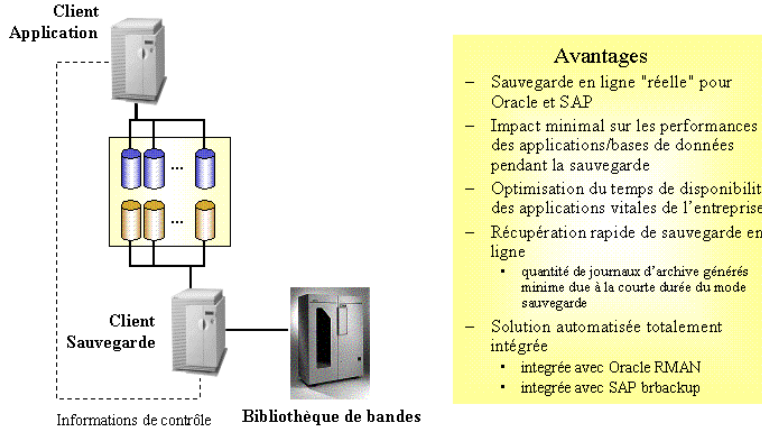 Client
Application
...
...
Client
Sauvegarde
Informations de contrôle
Bibliothèque de bandes
Avantages
– Sauvegarde en ligne "réelle" pour
Oracle et SAP
– Impact minimal sur les performances
des applications/bases de données
pendant la sauvegarde
– Optimisation du temps de disponibilit
des applications vitales de l'entreprise
– Récupération rapide de sauvegarde en
ligne
▪ quantité de journaux d'archive générés
minime due à la courte durée du mode
sauvegarde
– Solution automatisée totalement
intégrée
▪ integrée avec Oracle RMAN
▪ integrée avec SAP brbackup